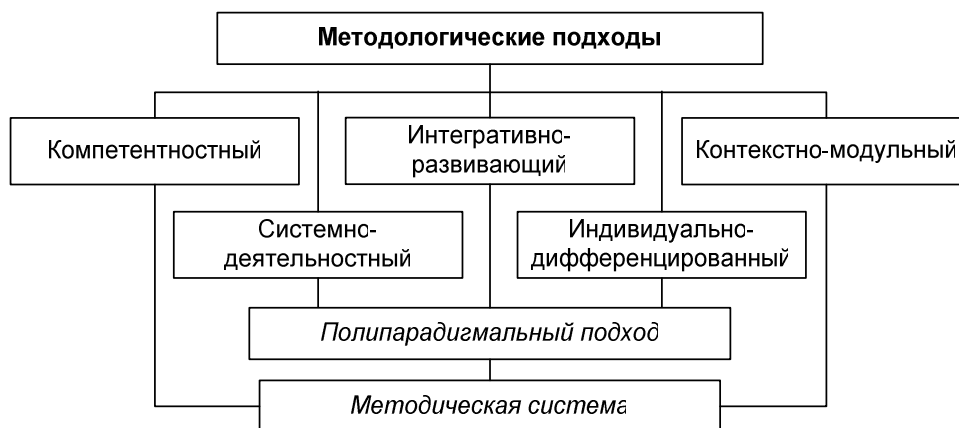 Методологические подходы
Компетентностный
Интегративно-
развивающий
Контекстно-модульный
Системно-
деятельностный
Индивидуально-
дифференцированный
Полипарадигмальный подход
Методическая система